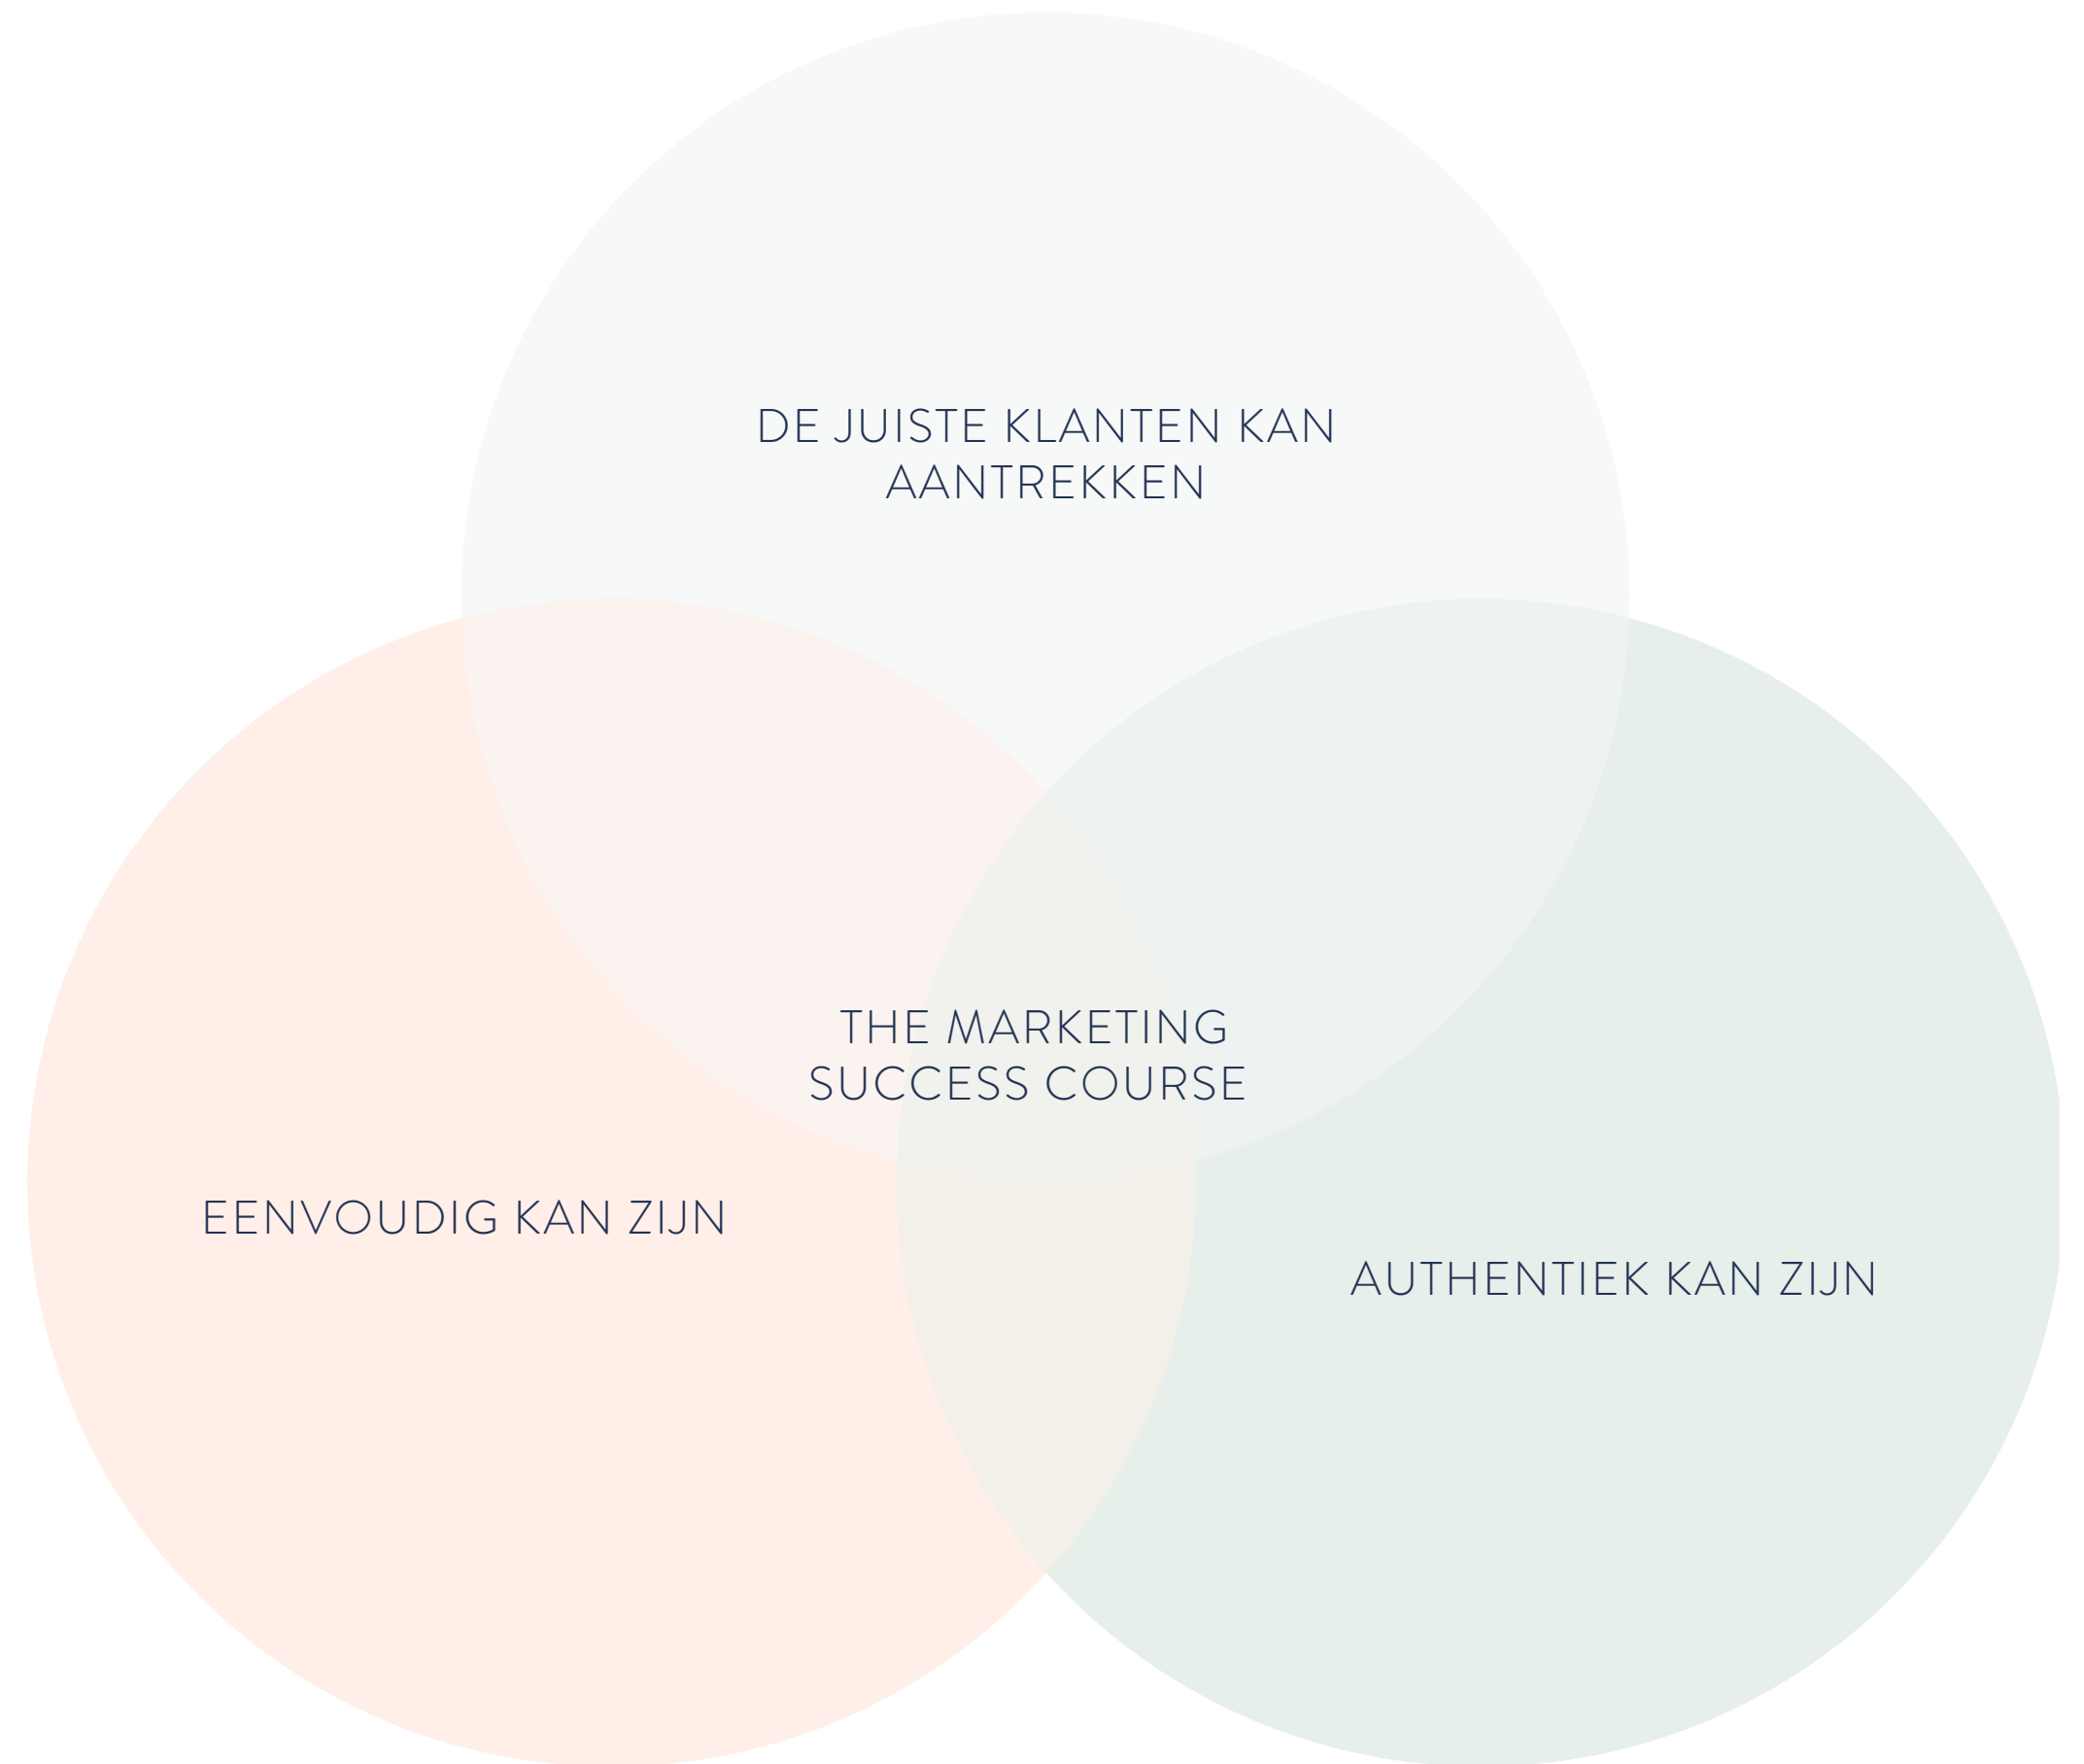 DE JUISTE KLANTEN KAN
AANTREKKEN
THE MARKETING
SUCCESS COURSE
EENVOUDIG KAN ZIJN
AUTHENTIEK KAN ZIJN